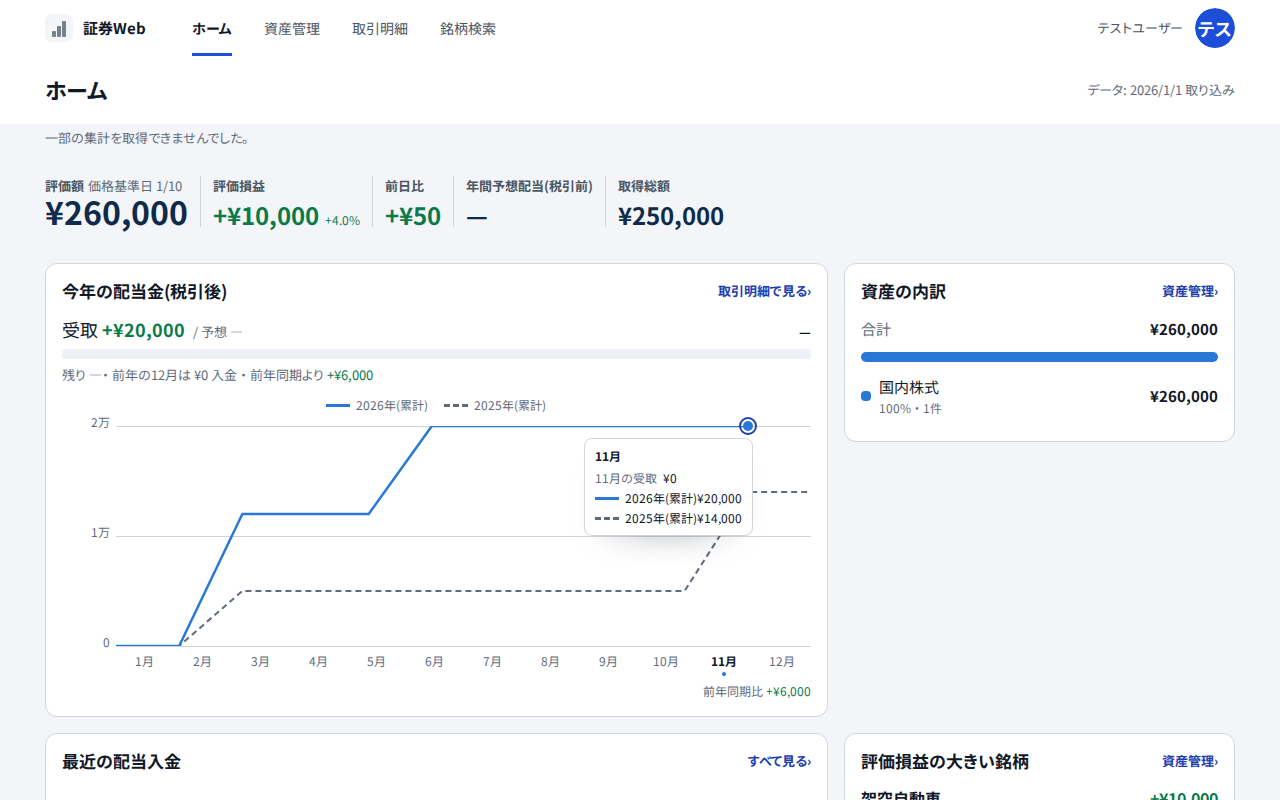 証券Web
ホーム
資産管理
取引明細
銘柄検索
テストユーザー
テス
ホーム
データ: 2026/1/1 取り込み
一部の集計を取得できませんでした。
評価額 価格基準日 1/10
¥260,000
評価損益
+¥10,000 +4.0%
前日比
+¥50
年間予想配当(税引前)
—
取得総額
¥250,000
今年の配当金(税引後)
取引明細で見る›
受取 +¥20,000 / 予想 —
–
残り —・前年の12月は ¥0 入金・前年同期より +¥6,000
2026年(累計)
2025年(累計)
2万
1万
0
11月
11月の受取 ¥0
2026年(累計)¥20,000
2025年(累計)¥14,000
1月
2月
3月
4月
5月
6月
7月
8月
9月
10月
11月
12月
前年同期比 +¥6,000
資産の内訳
資産管理›
合計
¥260,000
国内株式
100%・1件
¥260,000
最近の配当入金
すべて見る›
評価損益の大きい銘柄
資産管理›
架空自動車
+¥10,000